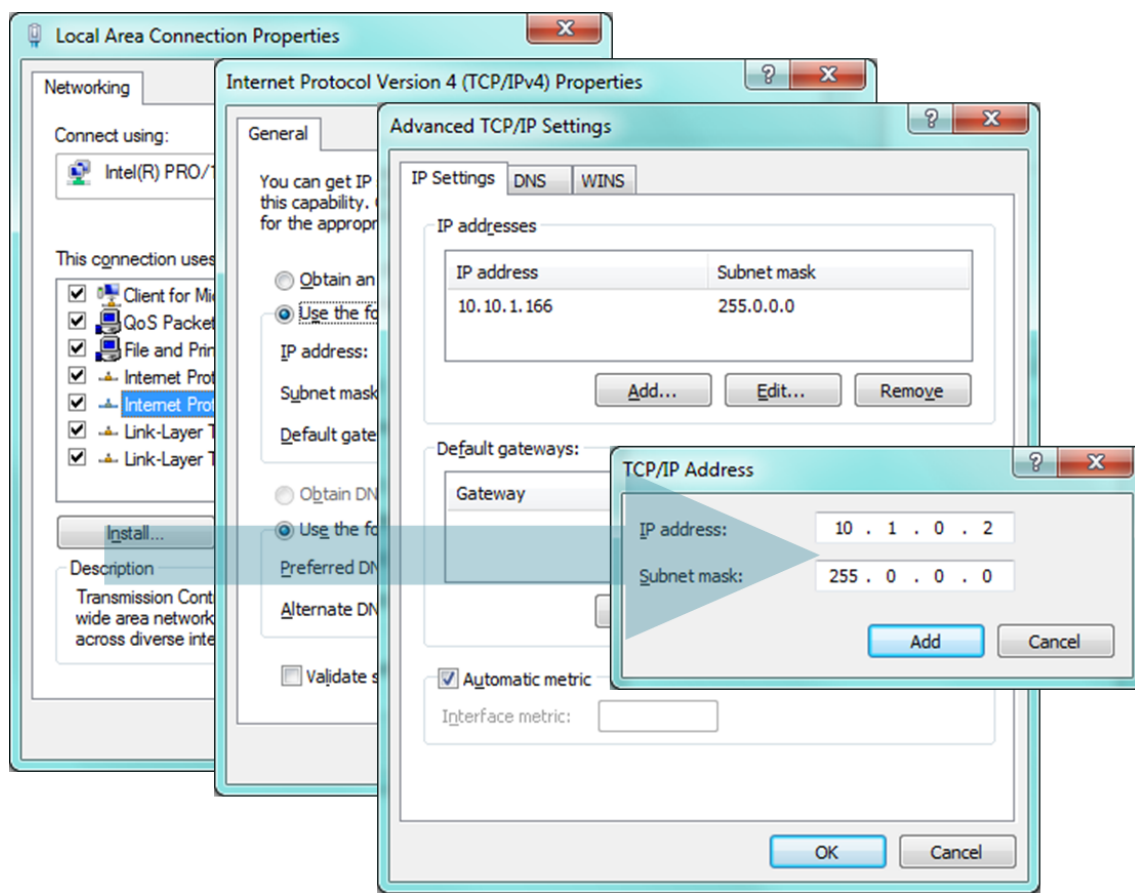 Local Area Connection Properties
Networking
Connect using:
Intel(R) PRO/1
This connection uses
Client for Mi
QoS Packet
File and Prin
Internet Prot
Internet Prot
Link-Layer T
Link-Layer T
Install...
Description
Transmission Cont
wide area network
across diverse inte
Internet Protocol Version 4 (TCP/IPv4) Properties
General
You can get IP
this capability.
for the appropr
Obtain an
Use the fo
IP address:
Subnet mask
Default gate
Obtain DN
Use the fo
Preferred DN
Alternate DN
Validate s
Advanced TCP/IP Settings
IP Settings DNS WINS
IP addresses
IP address Subnet mask
10.10.1.166 255.0.0.0
Add... Edit... Remove
Default gateways:
Gateway
Automatic metric
Interface metric:
OK Cancel
TCP/IP Address
IP address: 10 . 1 . 0 . 2
Subnet mask: 255 . 0 . 0 . 0
Add Cancel